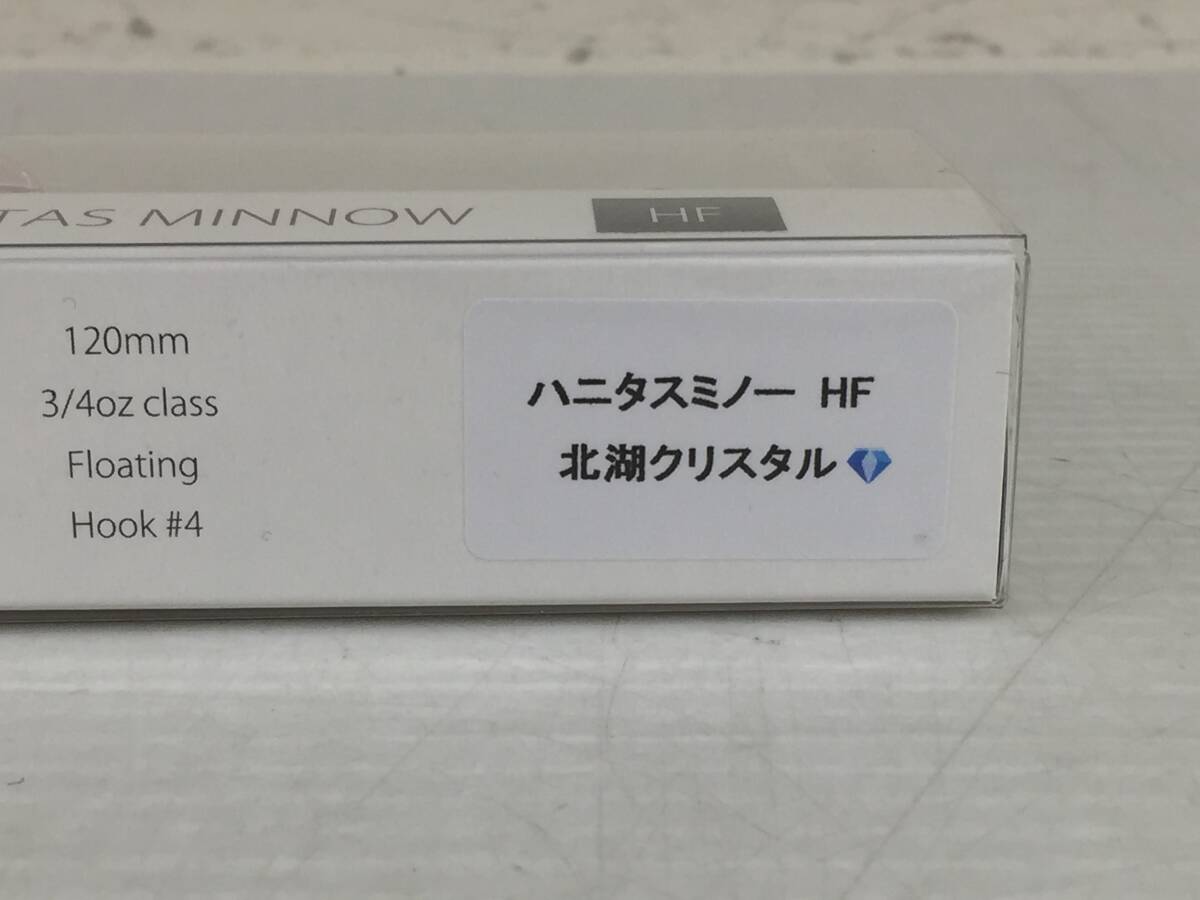 TAS MINNOW HF
120mm
3/4oz class
Floating
Hook #4
ハニタスミノー HF
北湖クリスタル💎